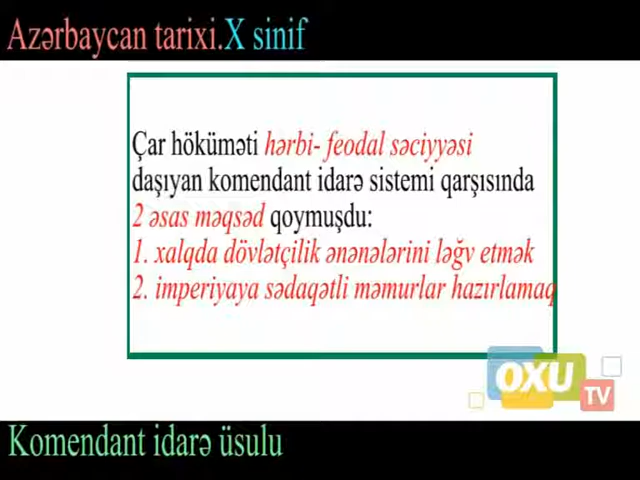 Azərbaycan tarixi.X sinif
Çar höküməti hərbi- feodal səciyyəsi
daşıyan komendant idarə sistemi qarşısında
2 əsas məqsəd qoymuşdu:
1. xalqda dövlətçilik ənənələrini ləğv etmək
2. imperiyaya sədaqətli məmurlar hazırlamaq
OXU
TV
Komendant idarə üsulu